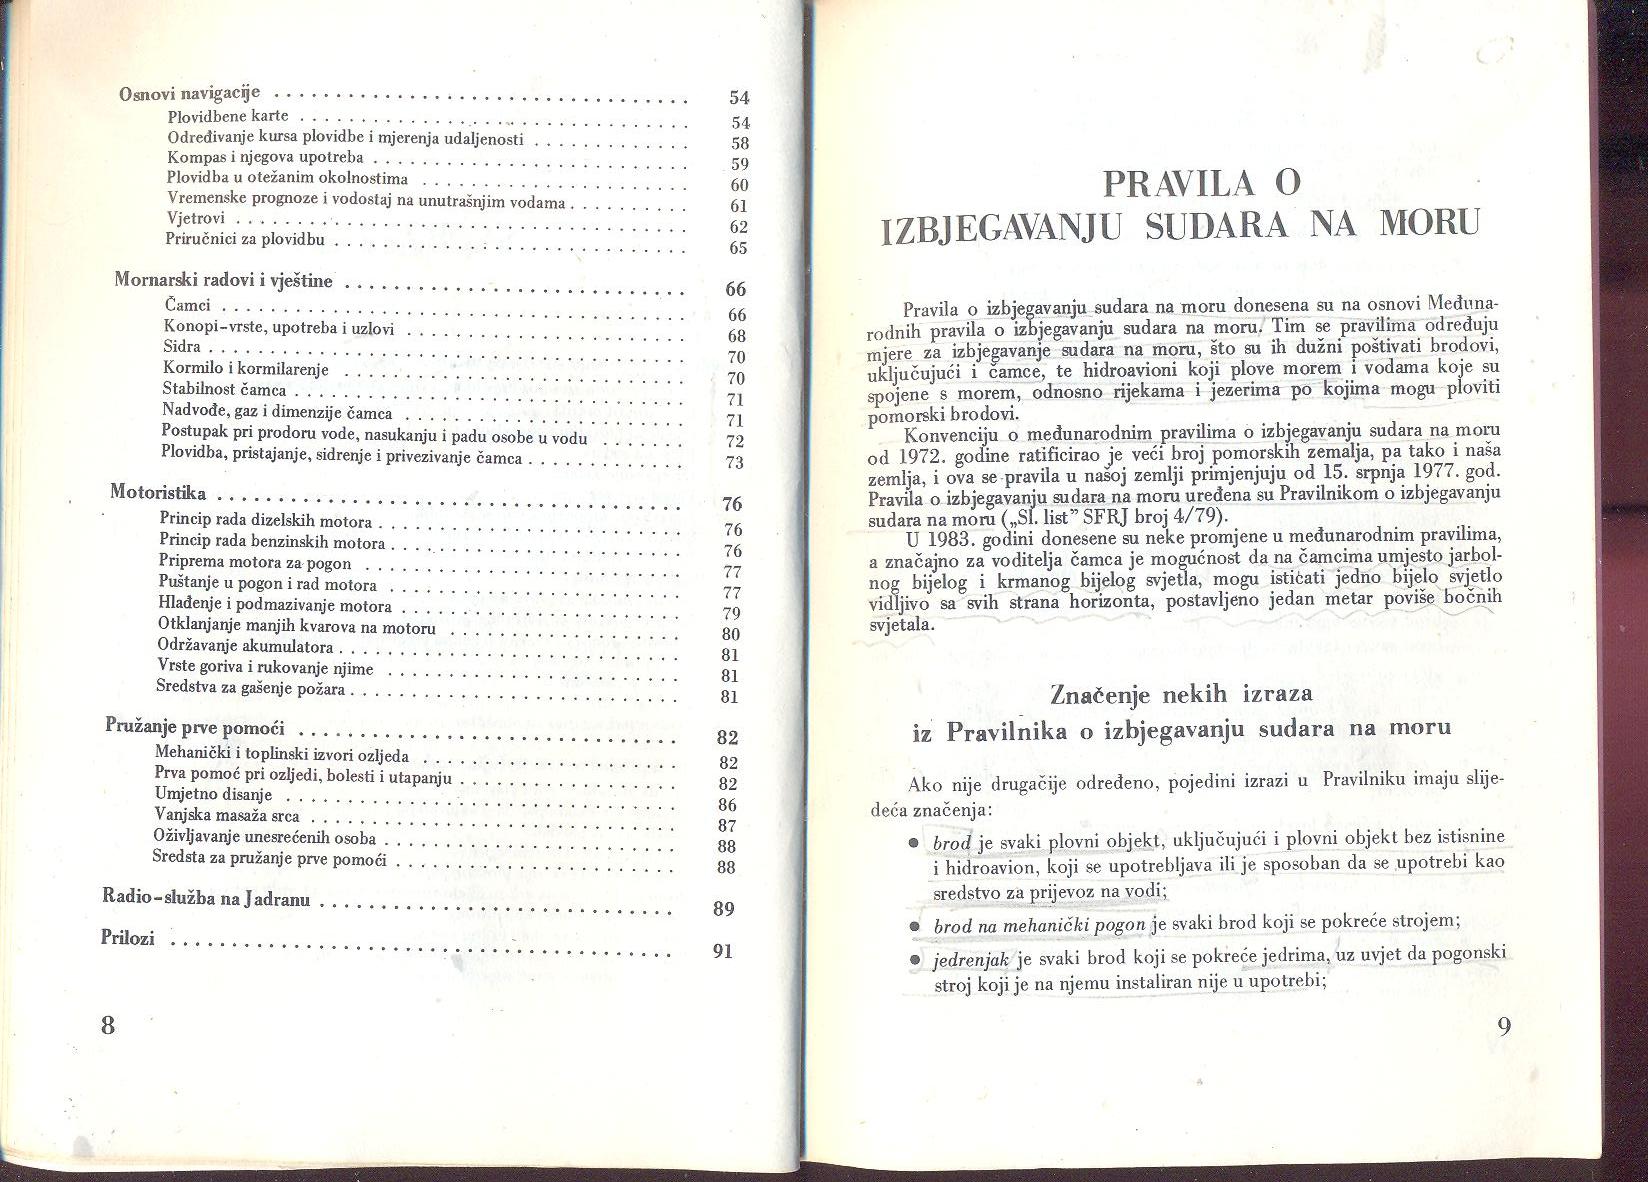 Osnovi navigacije . . . . . . . . . . . . . . . . . . . . . . . . . . . . . . . . . . 54
Plovidbene karte . . . . . . . . . . . . . . . . . . . . . . . . . . . . . . . . 54
Određivanje kursa plovidbe i mjerenja udaljenosti . . . . . . . . . . . . . 58
Kompas i njegova upotreba . . . . . . . . . . . . . . . . . . . . . . . . . . 59
Plovidba u otežanim okolnostima . . . . . . . . . . . . . . . . . . . . . . 60
Vremenske prognoze i vodostaj na unutrašnjim vodama . . . . . . . . . . 61
Vjetrovi . . . . . . . . . . . . . . . . . . . . . . . . . . . . . . . . . . . . . 62
Priručnici za plovidbu . . . . . . . . . . . . . . . . . . . . . . . . . . . . . 65
Mornarski radovi i vještine . . . . . . . . . . . . . . . . . . . . . . . . . . . . 66
Čamci . . . . . . . . . . . . . . . . . . . . . . . . . . . . . . . . . . . . . . 66
Konopi-vrste, upotreba i uzlovi . . . . . . . . . . . . . . . . . . . . . . . 68
Sidra . . . . . . . . . . . . . . . . . . . . . . . . . . . . . . . . . . . . . . . 70
Kormilo i kormilarenje . . . . . . . . . . . . . . . . . . . . . . . . . . . . 70
Stabilnost čamca . . . . . . . . . . . . . . . . . . . . . . . . . . . . . . . . 71
Nadvođe, gaz i dimenzije čamca . . . . . . . . . . . . . . . . . . . . . . . 71
Postupak pri prodoru vode, nasukanju i padu osobe u vodu . . . . . . . 72
Plovidba, pristajanje, sidrenje i privezivanje čamca . . . . . . . . . . . . . 73
Motoristika . . . . . . . . . . . . . . . . . . . . . . . . . . . . . . . . . . . . . . 76
Princip rada dizelskih motora . . . . . . . . . . . . . . . . . . . . . . . . . 76
Princip rada benzinskih motora . . . . . . . . . . . . . . . . . . . . . . . . 76
Priprema motora za pogon . . . . . . . . . . . . . . . . . . . . . . . . . . 77
Puštanje u pogon i rad motora . . . . . . . . . . . . . . . . . . . . . . . . 77
Hlađenje i podmazivanje motora . . . . . . . . . . . . . . . . . . . . . . . 79
Otklanjanje manjih kvarova na motoru . . . . . . . . . . . . . . . . . . . 80
Održavanje akumulatora . . . . . . . . . . . . . . . . . . . . . . . . . . . . 81
Vrste goriva i rukovanje njime . . . . . . . . . . . . . . . . . . . . . . . . 81
Sredstva za gašenje požara . . . . . . . . . . . . . . . . . . . . . . . . . . . 81
Pružanje prve pomoći . . . . . . . . . . . . . . . . . . . . . . . . . . . . . . . 82
Mehanički i toplinski izvori ozljeda . . . . . . . . . . . . . . . . . . . . . 82
Prva pomoć pri ozljedi, bolesti i utapanju . . . . . . . . . . . . . . . . . . 82
Umjetno disanje . . . . . . . . . . . . . . . . . . . . . . . . . . . . . . . . 86
Vanjska masaža srca . . . . . . . . . . . . . . . . . . . . . . . . . . . . . . 87
Oživljavanje unesrećenih osoba . . . . . . . . . . . . . . . . . . . . . . . . 88
Sredsta za pružanje prve pomoći . . . . . . . . . . . . . . . . . . . . . . . 88
Radio-služba na Jadranu . . . . . . . . . . . . . . . . . . . . . . . . . . . . . 89
Prilozi . . . . . . . . . . . . . . . . . . . . . . . . . . . . . . . . . . . . . . . . . 91
8
PRAVILA O
IZBJEGAVANJU SUDARA NA MORU
Pravila o izbjegavanju sudara na moru donesena su na osnovi Međuna-
rodnih pravila o izbjegavanju sudara na moru. Tim se pravilima određuju
mjere za izbjegavanje sudara na moru, što su ih dužni poštivati brodovi,
uključujući i čamce, te hidroavioni koji plove morem i vodama koje su
spojene s morem, odnosno rijekama i jezerima po kojima mogu ploviti
pomorski brodovi.
Konvenciju o međunarodnim pravilima o izbjegavanju sudara na moru
od 1972. godine ratificirao je veći broj pomorskih zemalja, pa tako i naša
zemlja, i ova se pravila u našoj zemlji primjenjuju od 15. srpnja 1977. god.
Pravila o izbjegavanju sudara na moru uređena su Pravilnikom o izbjegavanju
sudara na moru („Sl. list” SFRJ broj 4/79).
U 1983. godini donesene su neke promjene u međunarodnim pravilima,
a značajno za voditelja čamca je mogućnost da na čamcima umjesto jarbol-
nog bijelog i krmanog bijelog svjetla, mogu isticati jedno bijelo svjetlo
vidljivo sa svih strana horizonta, postavljeno jedan metar poviše bočnih
svjetala.
Značenje nekih izraza
iz Pravilnika o izbjegavanju sudara na moru
Ako nije drugačije određeno, pojedini izrazi u Pravilniku imaju slije-
deća značenja:
● brod je svaki plovni objekt, uključujući i plovni objekt bez istisnine
i hidroavion, koji se upotrebljava ili je sposoban da se upotrebi kao
sredstvo za prijevoz na vodi;
● brod na mehanički pogon je svaki brod koji se pokreće strojem;
● jedrenjak je svaki brod koji se pokreće jedrima, uz uvjet da pogonski
stroj koji je na njemu instaliran nije u upotrebi;
9